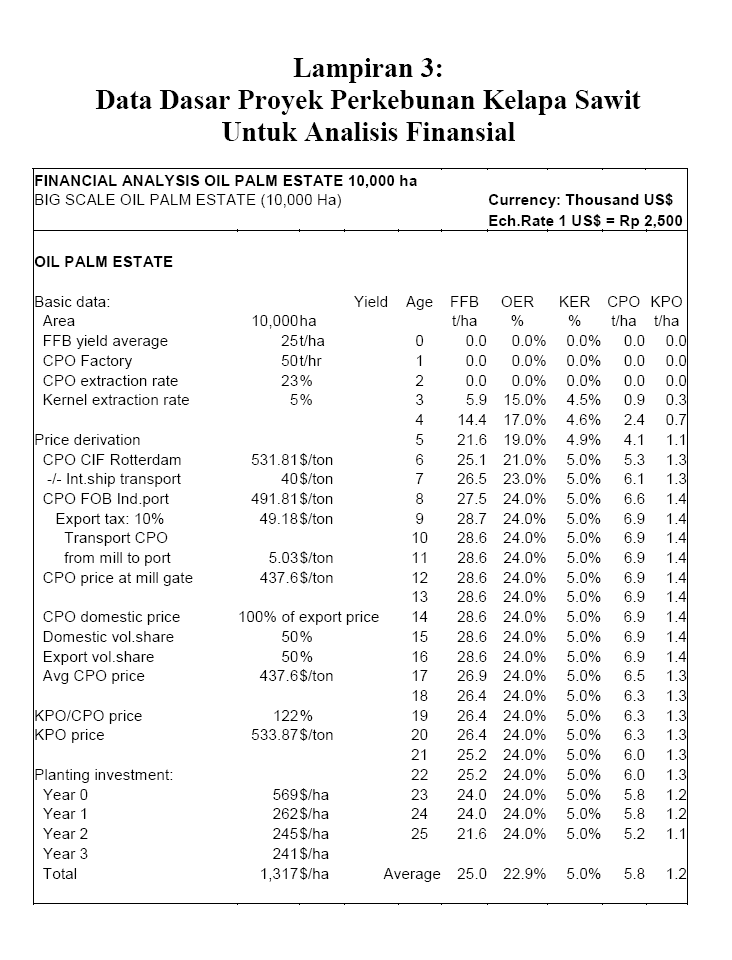 Lampiran 3:
Data Dasar Proyek Perkebunan Kelapa Sawit
Untuk Analisis Finansial
FINANCIAL ANALYSIS OIL PALM ESTATE 10,000 ha
BIG SCALE OIL PALM ESTATE (10,000 Ha) Currency: Thousand US$
Ech.Rate 1 US$ = Rp 2,500
OIL PALM ESTATE
Basic data: Yield Age FFB OER KER CPO KPO
Area 10,000ha t/ha % % t/ha t/ha
FFB yield average 25t/ha 0 0.0 0.0% 0.0% 0.0 0.0
CPO Factory 50t/hr 1 0.0 0.0% 0.0% 0.0 0.0
CPO extraction rate 23% 2 0.0 0.0% 0.0% 0.0 0.0
Kernel extraction rate 5% 3 5.9 15.0% 4.5% 0.9 0.3
4 14.4 17.0% 4.6% 2.4 0.7
Price derivation 5 21.6 19.0% 4.9% 4.1 1.1
CPO CIF Rotterdam 531.81$/ton 6 25.1 21.0% 5.0% 5.3 1.3
-/- Int.ship transport 40$/ton 7 26.5 23.0% 5.0% 6.1 1.3
CPO FOB Ind.port 491.81$/ton 8 27.5 24.0% 5.0% 6.6 1.4
Export tax: 10% 49.18$/ton 9 28.7 24.0% 5.0% 6.9 1.4
Transport CPO 10 28.6 24.0% 5.0% 6.9 1.4
from mill to port 5.03$/ton 11 28.6 24.0% 5.0% 6.9 1.4
CPO price at mill gate 437.6$/ton 12 28.6 24.0% 5.0% 6.9 1.4
13 28.6 24.0% 5.0% 6.9 1.4
CPO domestic price 100% of export price 14 28.6 24.0% 5.0% 6.9 1.4
Domestic vol.share 50% 15 28.6 24.0% 5.0% 6.9 1.4
Export vol.share 50% 16 28.6 24.0% 5.0% 6.9 1.4
Avg CPO price 437.6$/ton 17 26.9 24.0% 5.0% 6.5 1.3
18 26.4 24.0% 5.0% 6.3 1.3
KPO/CPO price 122% 19 26.4 24.0% 5.0% 6.3 1.3
KPO price 533.87$/ton 20 26.4 24.0% 5.0% 6.3 1.3
21 25.2 24.0% 5.0% 6.0 1.3
Planting investment: 22 25.2 24.0% 5.0% 6.0 1.3
Year 0 569$/ha 23 24.0 24.0% 5.0% 5.8 1.2
Year 1 262$/ha 24 24.0 24.0% 5.0% 5.8 1.2
Year 2 245$/ha 25 21.6 24.0% 5.0% 5.2 1.1
Year 3 241$/ha
Total 1,317$/ha Average 25.0 22.9% 5.0% 5.8 1.2